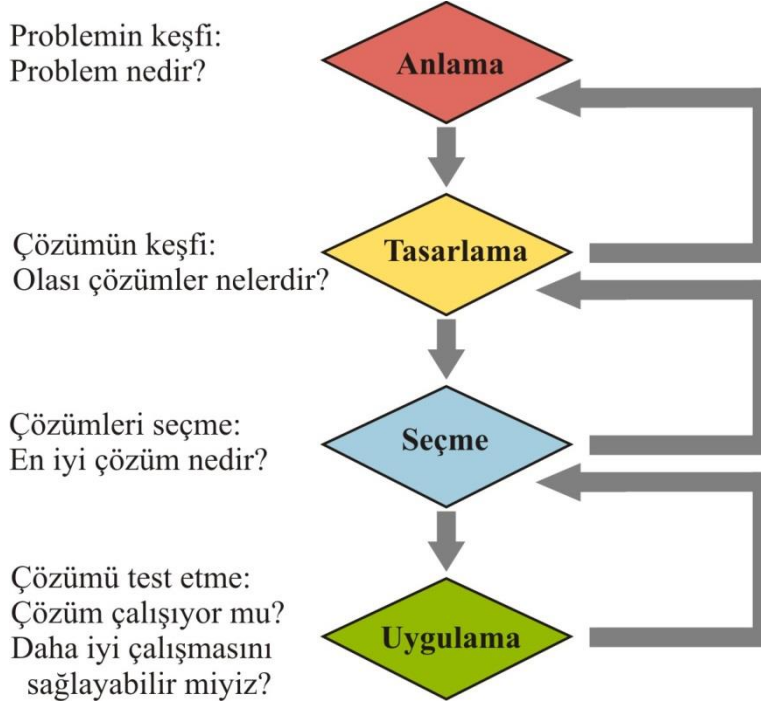 Problemin keşfi:
Problem nedir?
Anlama
Çözümün keşfi:
Olası çözümler nelerdir?
Tasarlama
Çözümleri seçme:
En iyi çözüm nedir?
Seçme
Çözümü test etme:
Çözüm çalışıyor mu?
Daha iyi çalışmasını
sağlayabilir miyiz?
Uygulama